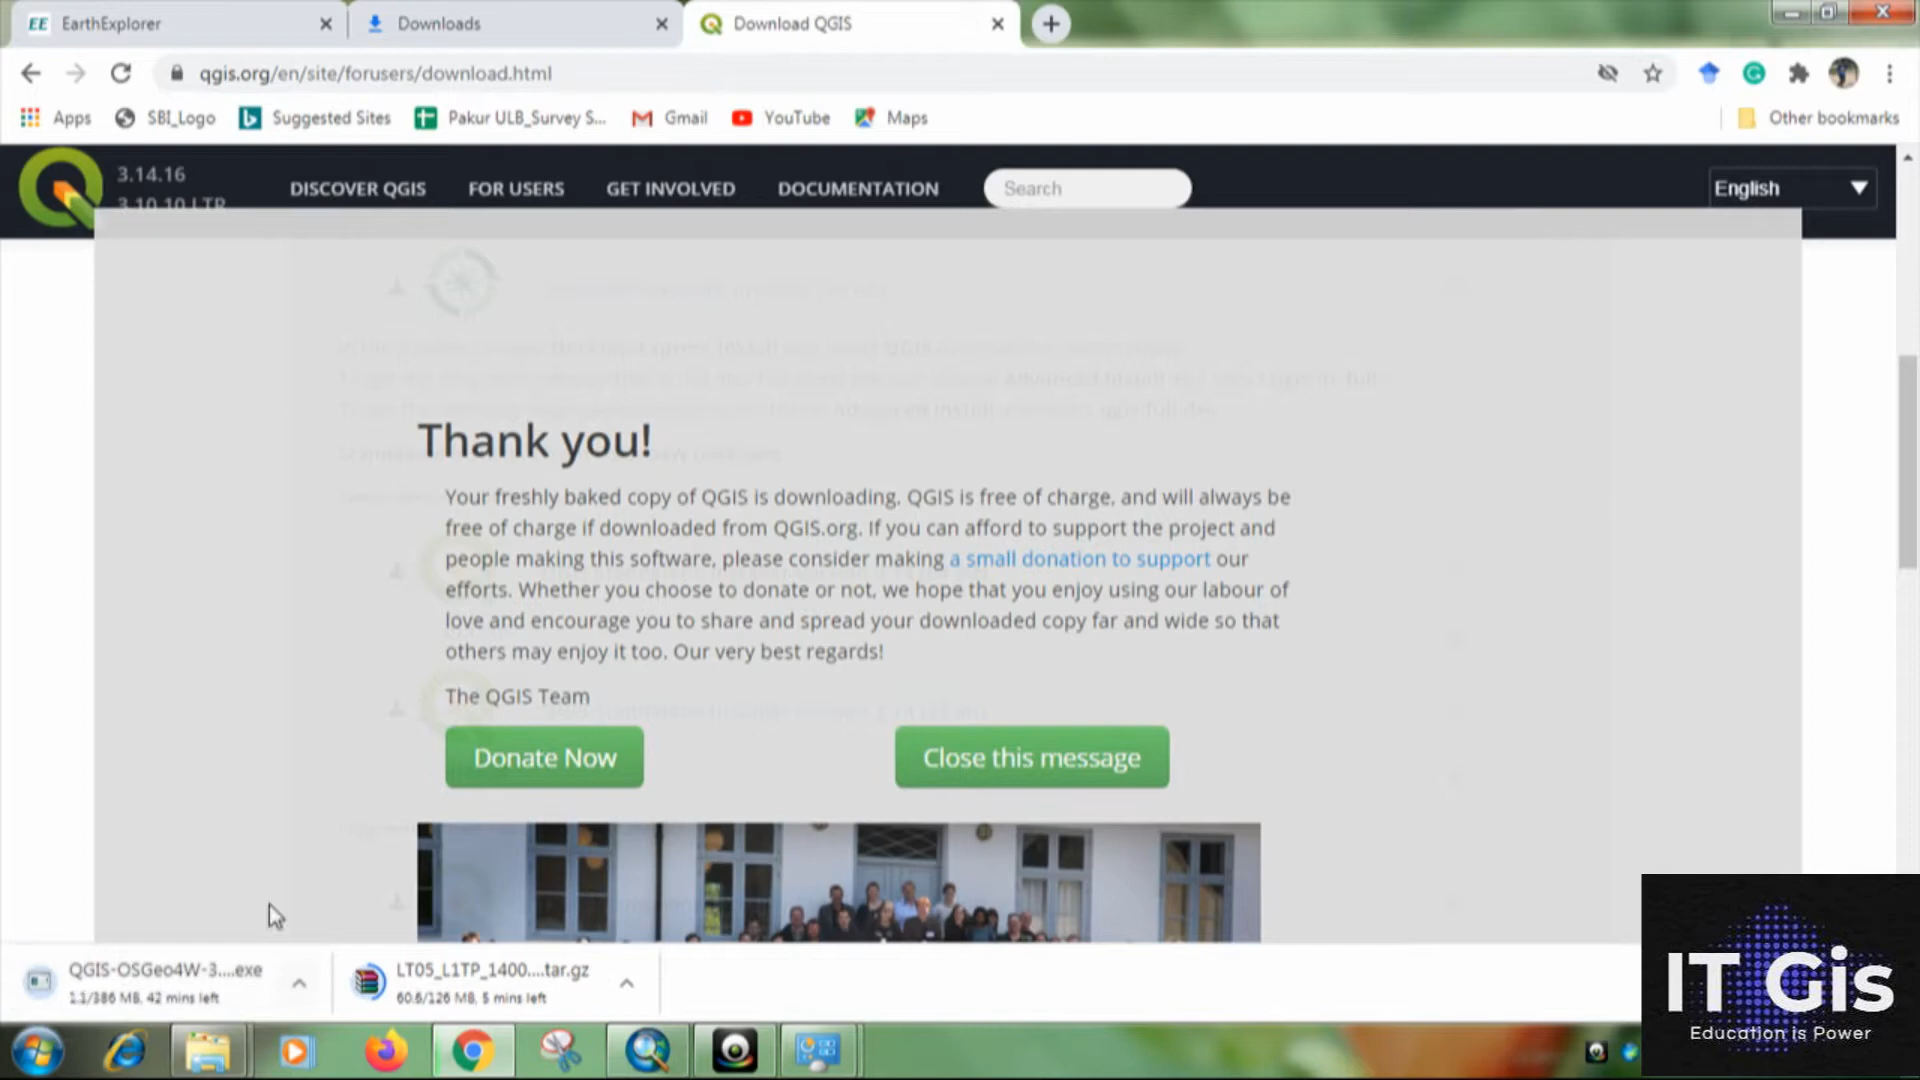 EE EarthExplorer
Downloads
Download QGIS
qgis.org/en/site/forusers/download.html
Apps
SBI_Logo
Suggested Sites
Pakur ULB_Survey S...
Gmail
YouTube
Maps
Other bookmarks
3.14.16
3.10.10 LTR
DISCOVER QGIS
FOR USERS
GET INVOLVED
DOCUMENTATION
Search
English
Thank you!
Your freshly baked copy of QGIS is downloading. QGIS is free of charge, and will always be
free of charge if downloaded from QGIS.org. If you can afford to support the project and
people making this software, please consider making a small donation to support our
efforts. Whether you choose to donate or not, we hope that you enjoy using our labour of
love and encourage you to share and spread your downloaded copy far and wide so that
others may enjoy it too. Our very best regards!
The QGIS Team
Donate Now
Close this message
QGIS-OSGeo4W-3....exe
1.1/386 MB, 42 mins left
LT05_L1TP_1400....tar.gz
60.6/126 MB, 5 mins left
IT Gis
Education is Power